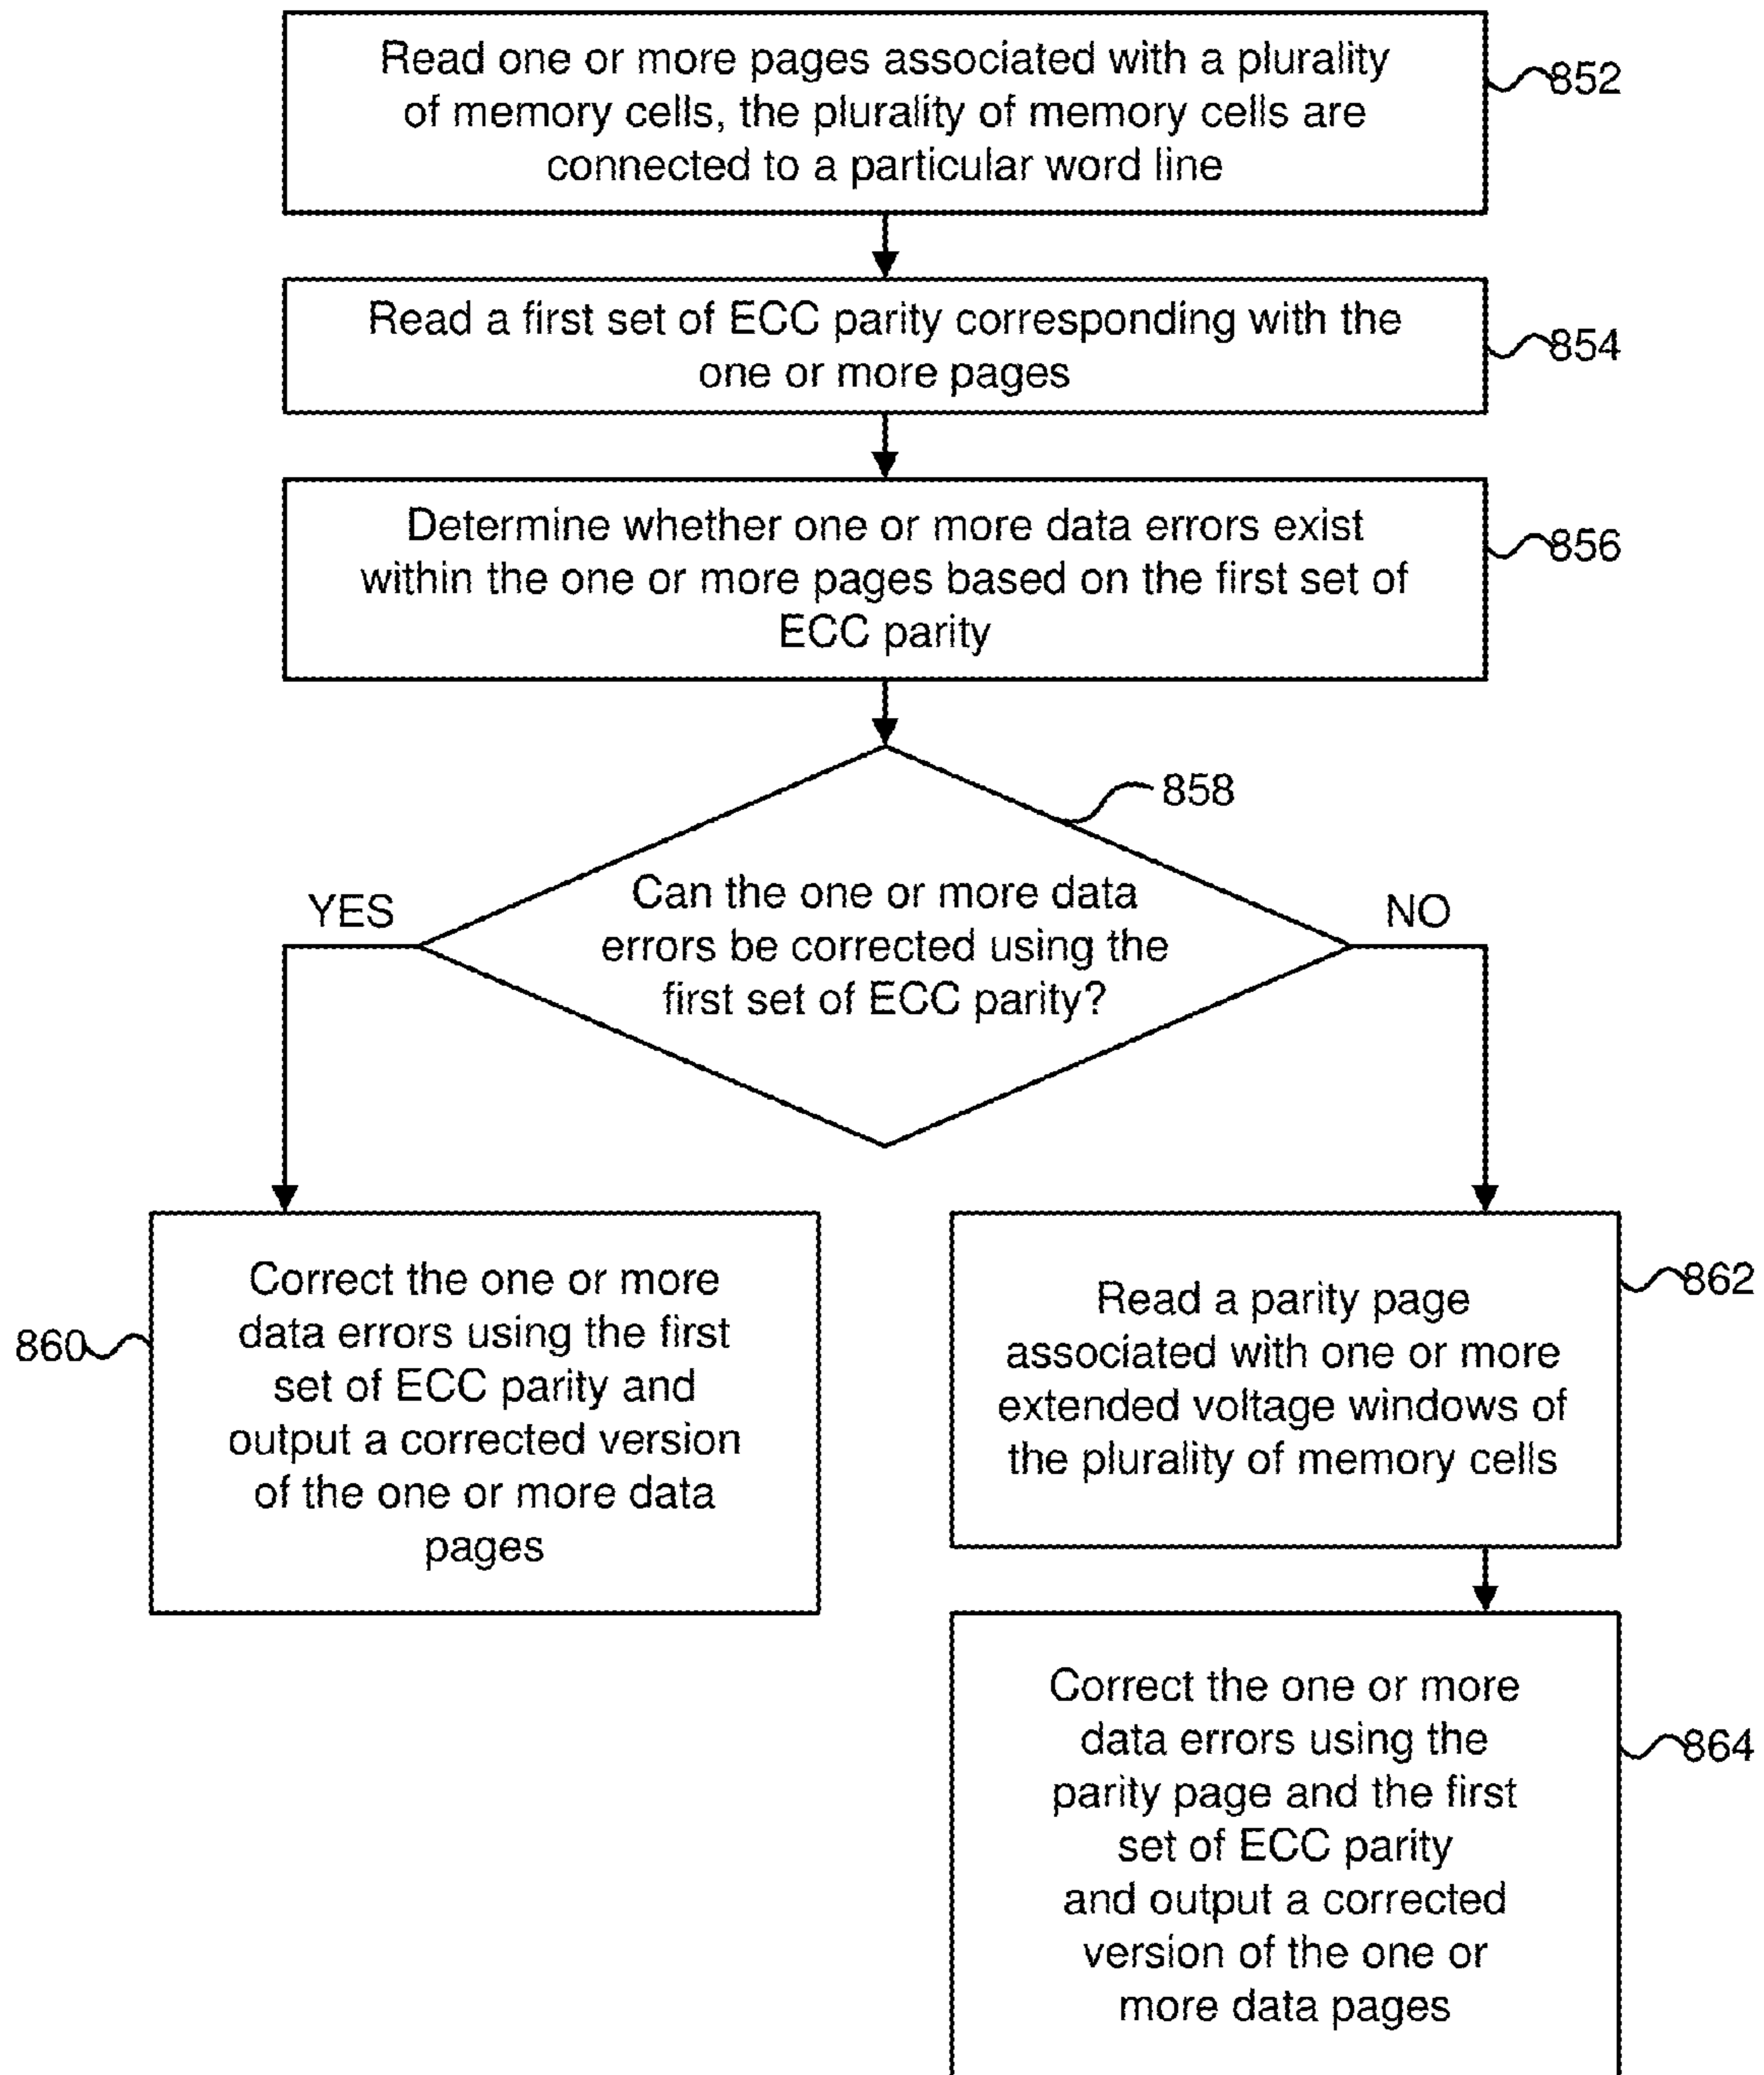 Read one or more pages associated with a plurality
of memory cells, the plurality of memory cells are
connected to a particular word line
852
Read a first set of ECC parity corresponding with the
one or more pages
854
Determine whether one or more data errors exist
within the one or more pages based on the first set of
ECC parity
856
858
Can the one or more data
errors be corrected using the
first set of ECC parity?
YES
NO
860
Correct the one or more
data errors using the first
set of ECC parity and
output a corrected version
of the one or more data
pages
Read a parity page
associated with one or more
extended voltage windows of
the plurality of memory cells
862
Correct the one or more
data errors using the
parity page and the first
set of ECC parity
and output a corrected
version of the one or
more data pages
864